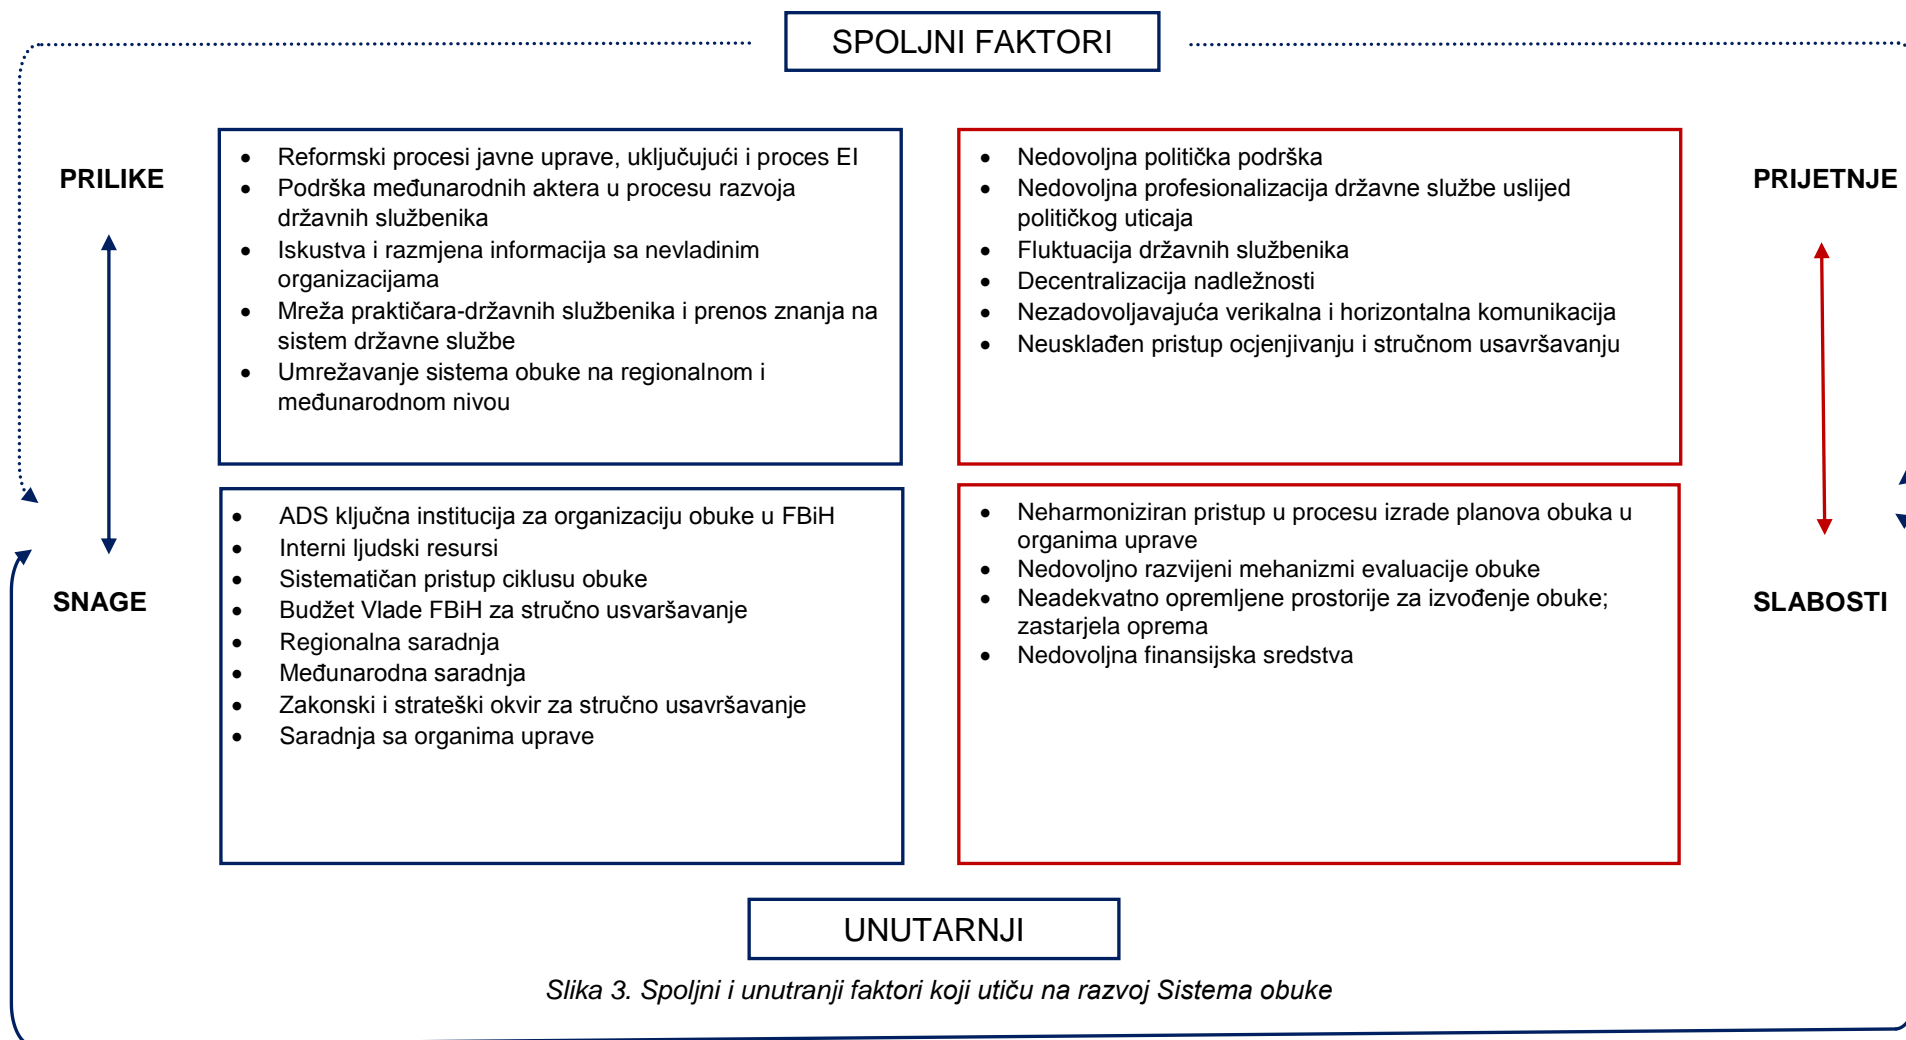 SPOLJNI FAKTORI
PRILIKE
• Reformski procesi javne uprave, uključujući i proces EI
• Podrška međunarodnih aktera u procesu razvoja
državnih službenika
• Iskustva i razmjena informacija sa nevladinim
organizacijama
• Mreža praktičara-državnih službenika i prenos znanja na
sistem državne službe
• Umrežavanje sistema obuke na regionalnom i
međunarodnom nivou
• Nedovoljna politička podrška
• Nedovoljna profesionalizacija državne službe uslijed
političkog uticaja
• Fluktuacija državnih službenika
• Decentralizacija nadležnosti
• Nezadovoljavajuća verikalna i horizontalna komunikacija
• Neusklađen pristup ocjenjivanju i stručnom usavršavanju
PRIJETNJE
SNAGE
• ADS ključna institucija za organizaciju obuke u FBiH
• Interni ljudski resursi
• Sistematičan pristup ciklusu obuke
• Budžet Vlade FBiH za stručno usvaršavanje
• Regionalna saradnja
• Međunarodna saradnja
• Zakonski i strateški okvir za stručno usavršavanje
• Saradnja sa organima uprave
• Neharmoniziran pristup u procesu izrade planova obuka u
organima uprave
• Nedovoljno razvijeni mehanizmi evaluacije obuke
• Neadekvatno opremljene prostorije za izvođenje obuke;
zastarjela oprema
• Nedovoljna finansijska sredstva
SLABOSTI
UNUTARNJI
Slika 3. Spoljni i unutranji faktori koji utiču na razvoj Sistema obuke